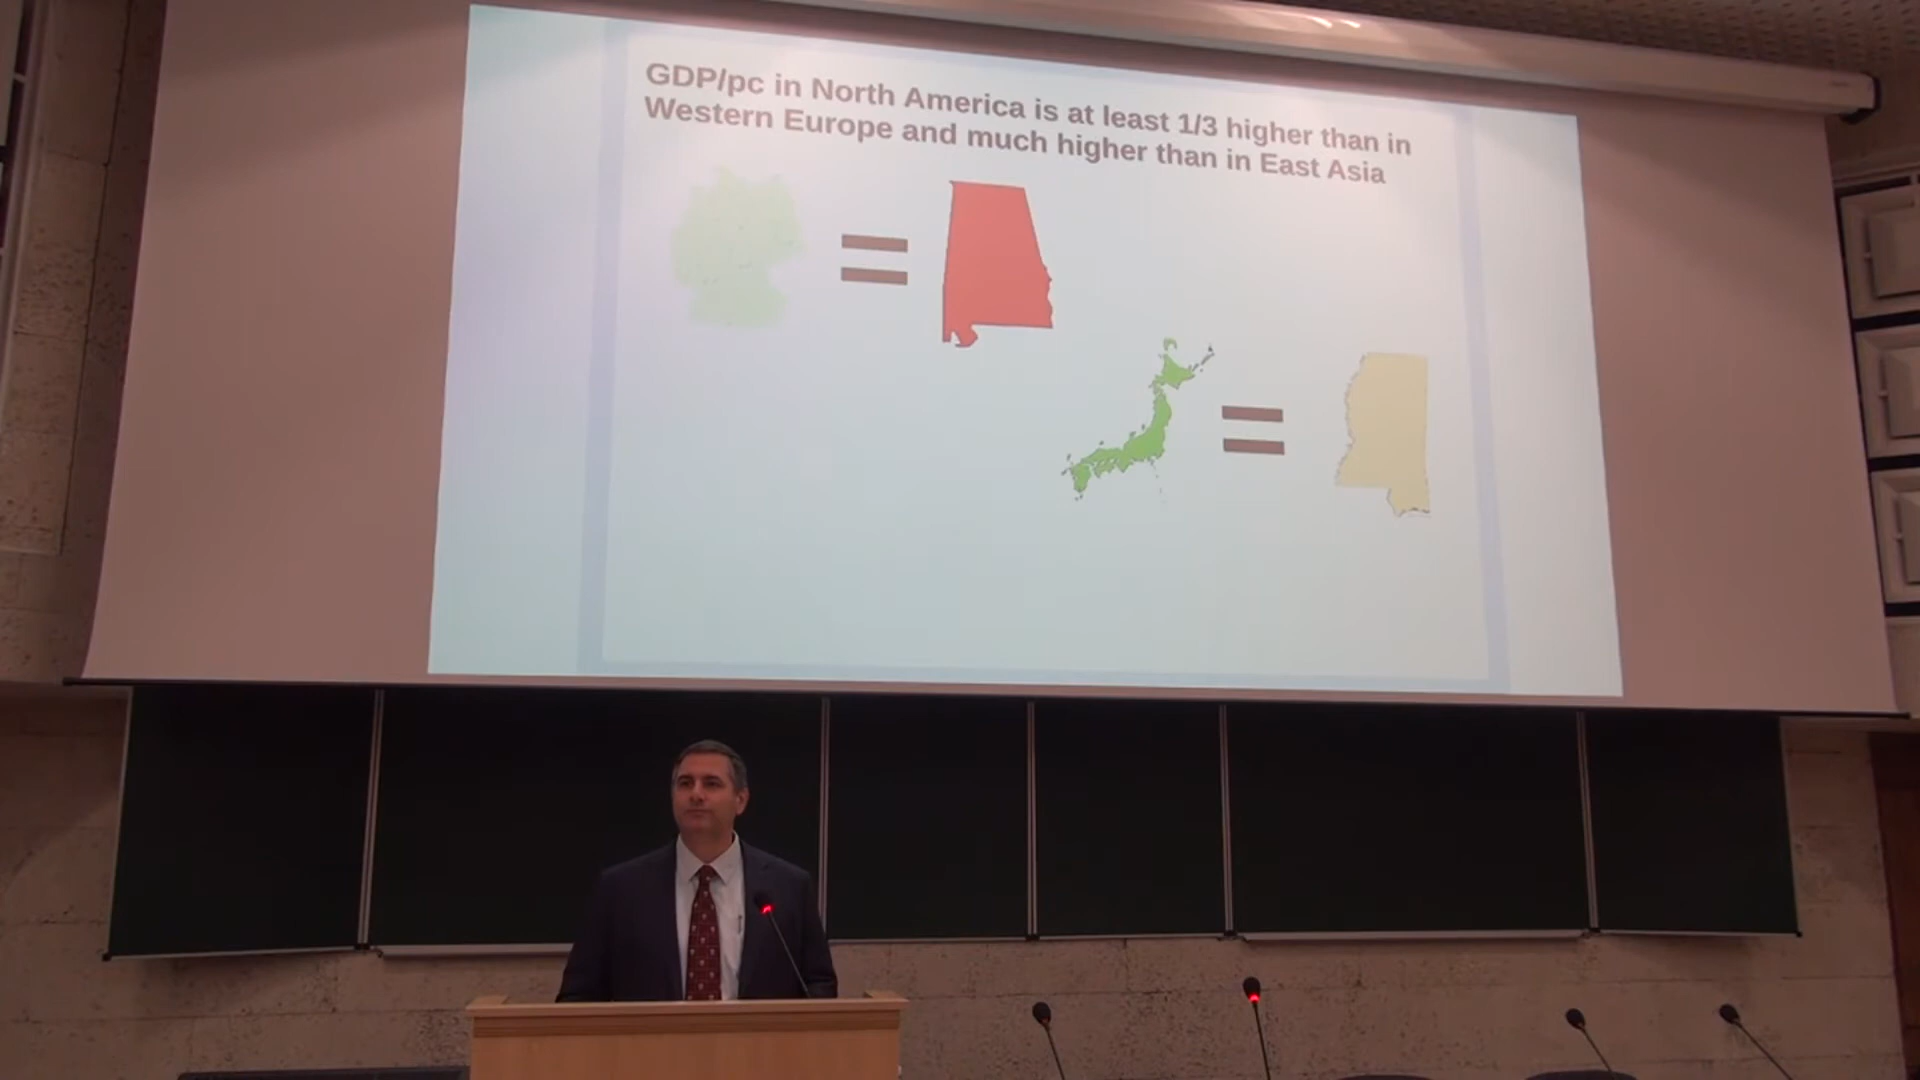 GDP/pc in North America is at least 1/3 higher than in
Western Europe and much higher than in East Asia